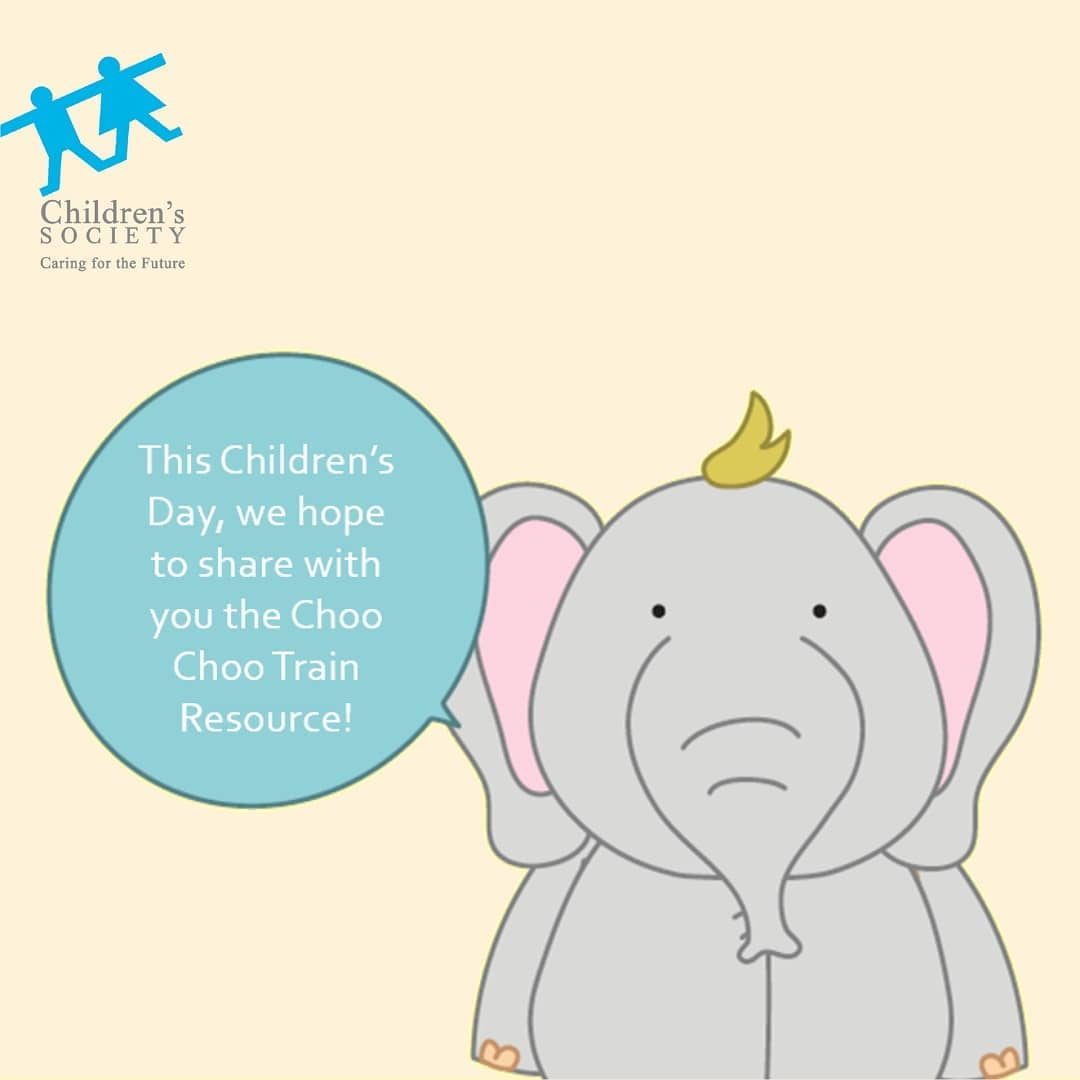 Children's
SOCIETY
Caring for the Future
This Children's
Day, we hope
to share with
you the Choo
Choo Train
Resource!